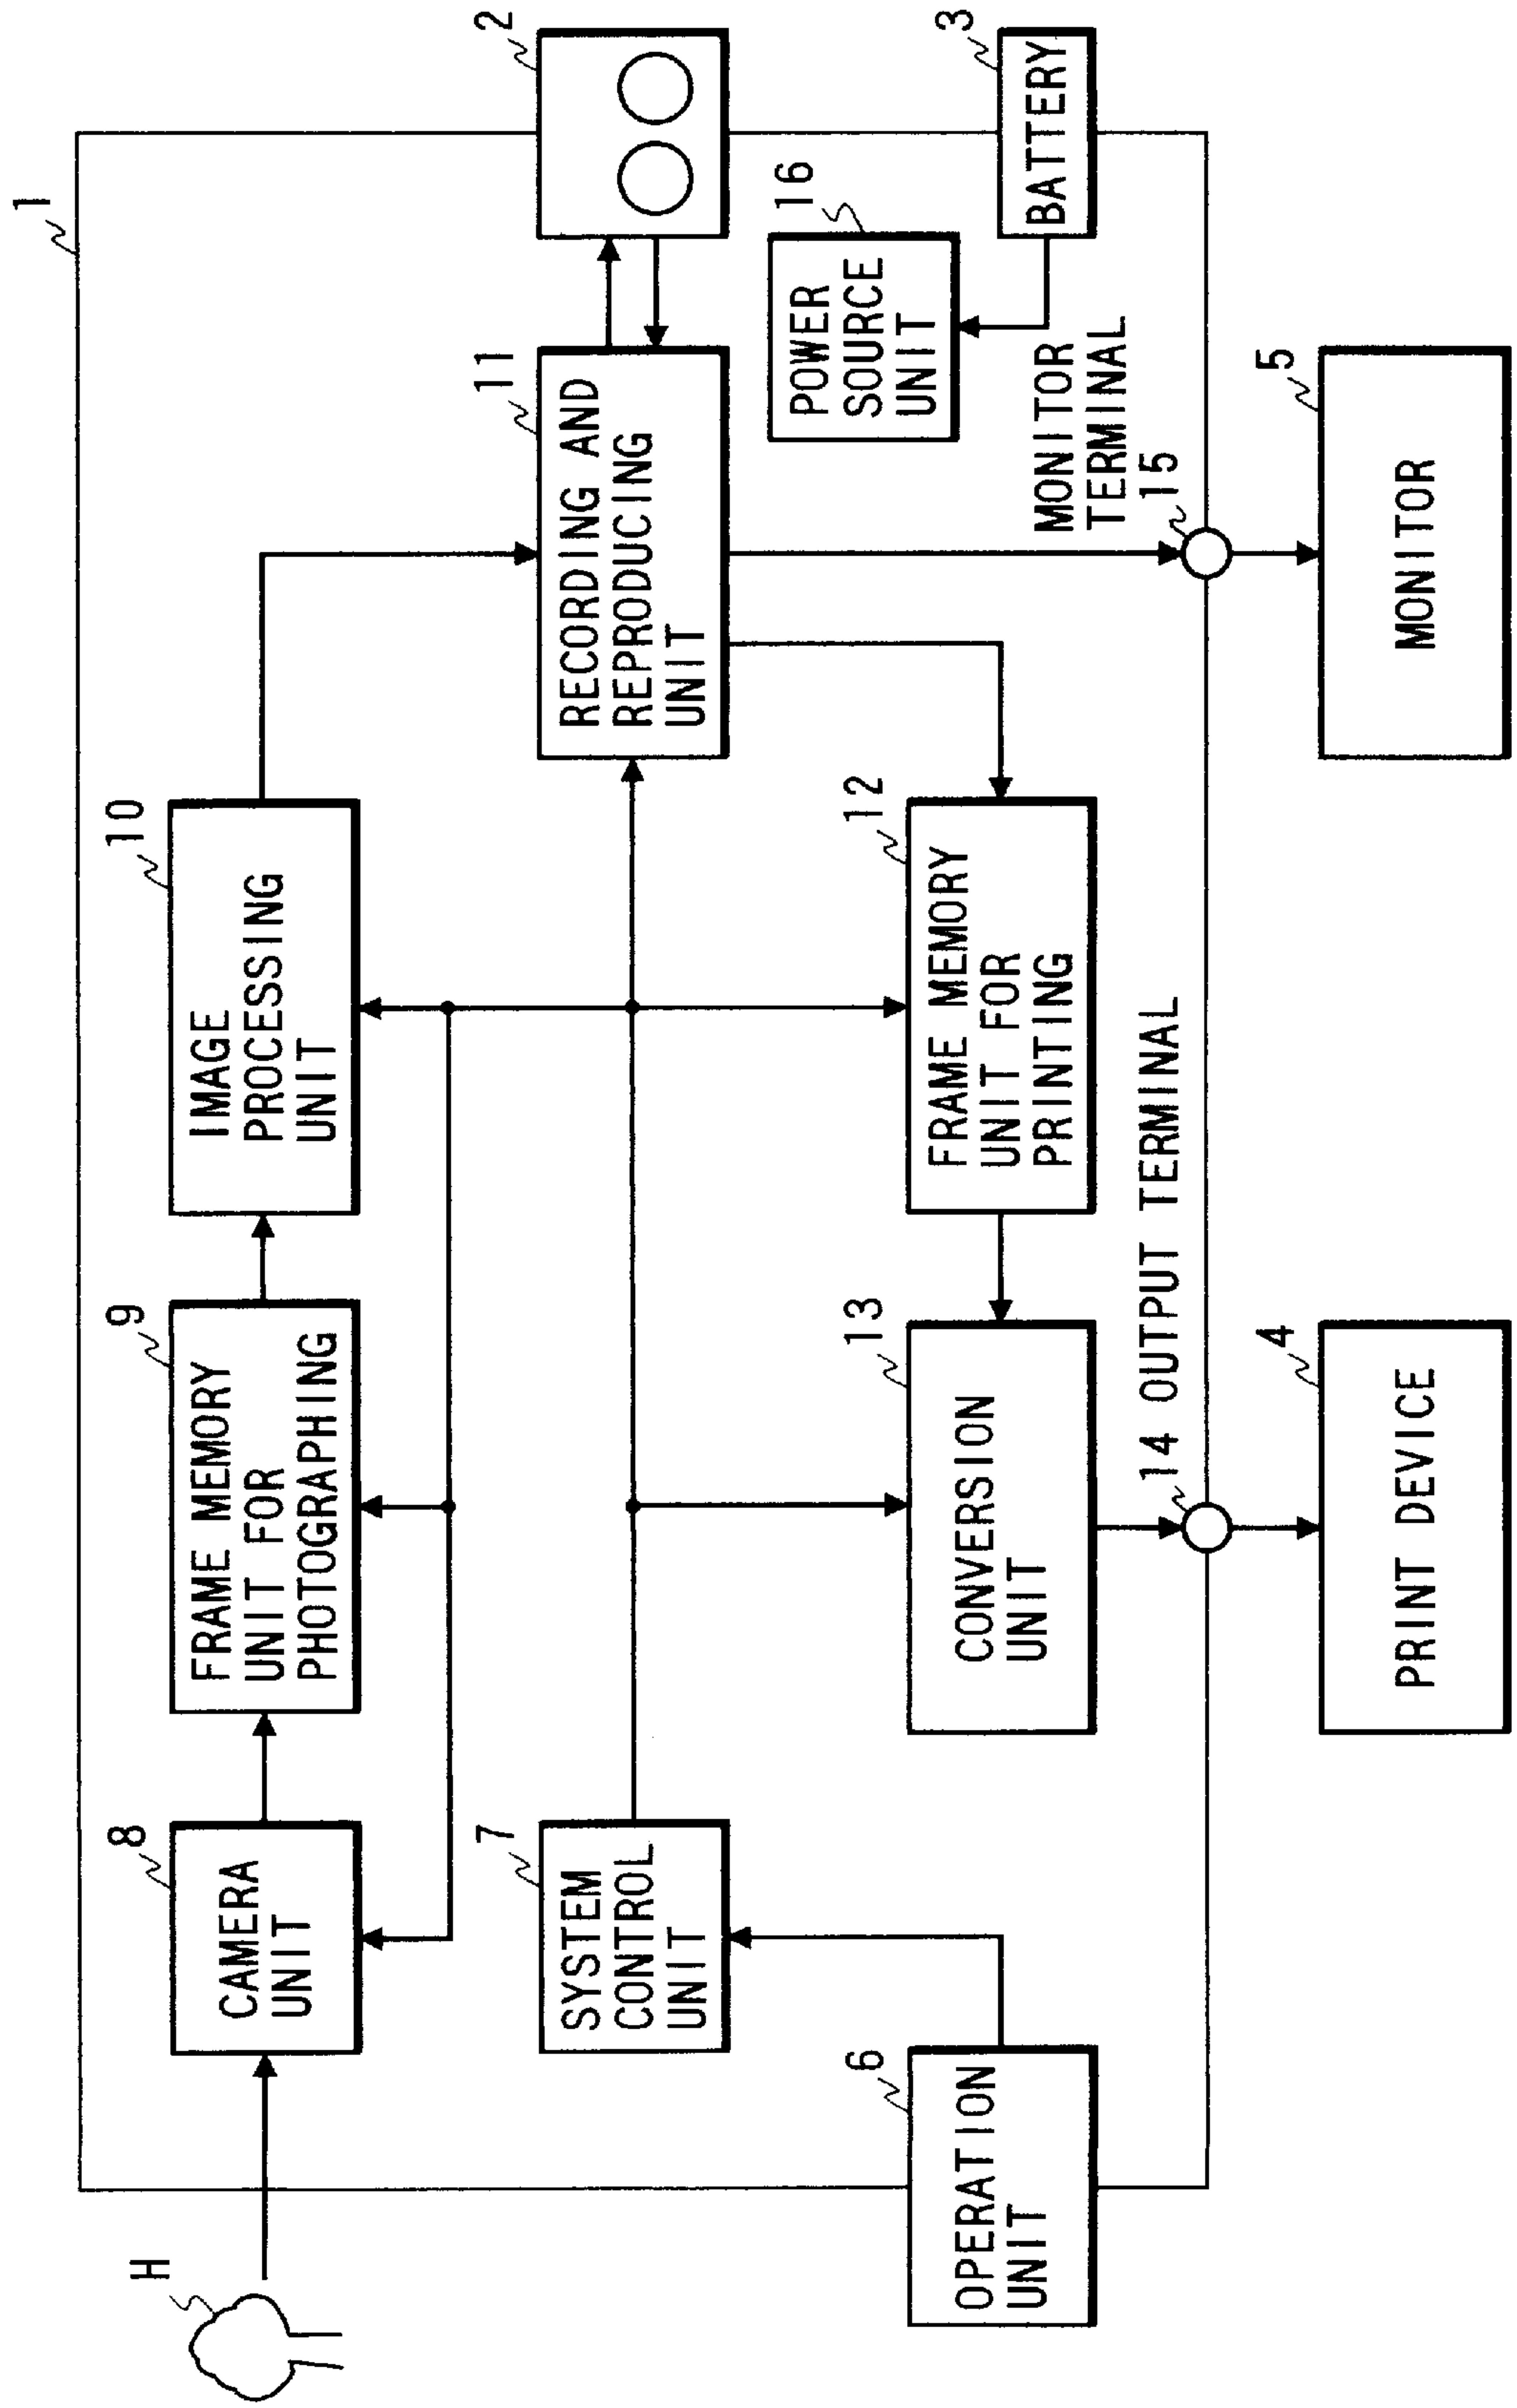 1
H
8
CAMERA
UNIT
9
FRAME MEMORY
UNIT FOR
PHOTOGRAPHING
10
IMAGE
PROCESSING
UNIT
7
SYSTEM
CONTROL
UNIT
11
RECORDING AND
REPRODUCING
UNIT
2
16
POWER
SOURCE
UNIT
6
OPERATION
UNIT
13
CONVERSION
UNIT
12
FRAME MEMORY
UNIT FOR
PRINTING
3
BATTERY
MONITOR
TERMINAL
15
14 OUTPUT TERMINAL
4
PRINT DEVICE
5
MONITOR